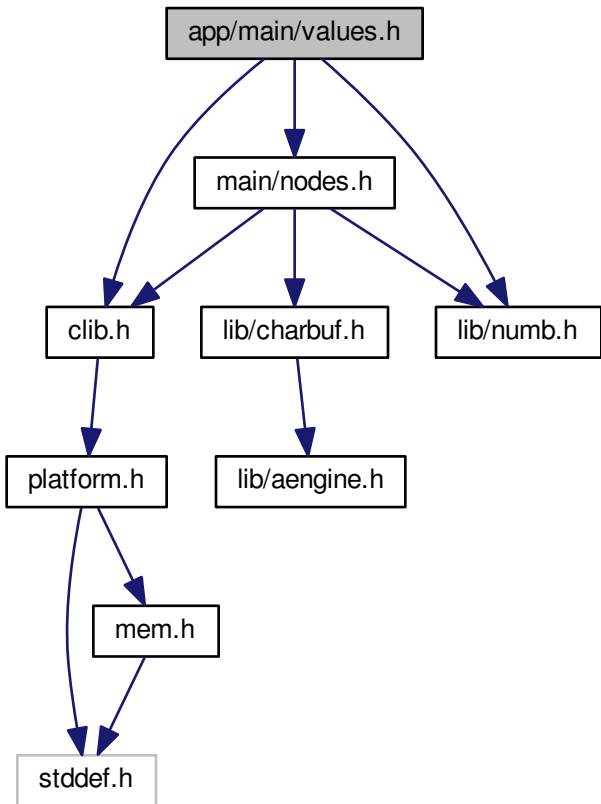 app/main/values.h
main/nodes.h
clib.h
lib/charbuf.h
lib/numb.h
platform.h
lib/aengine.h
mem.h
stddef.h